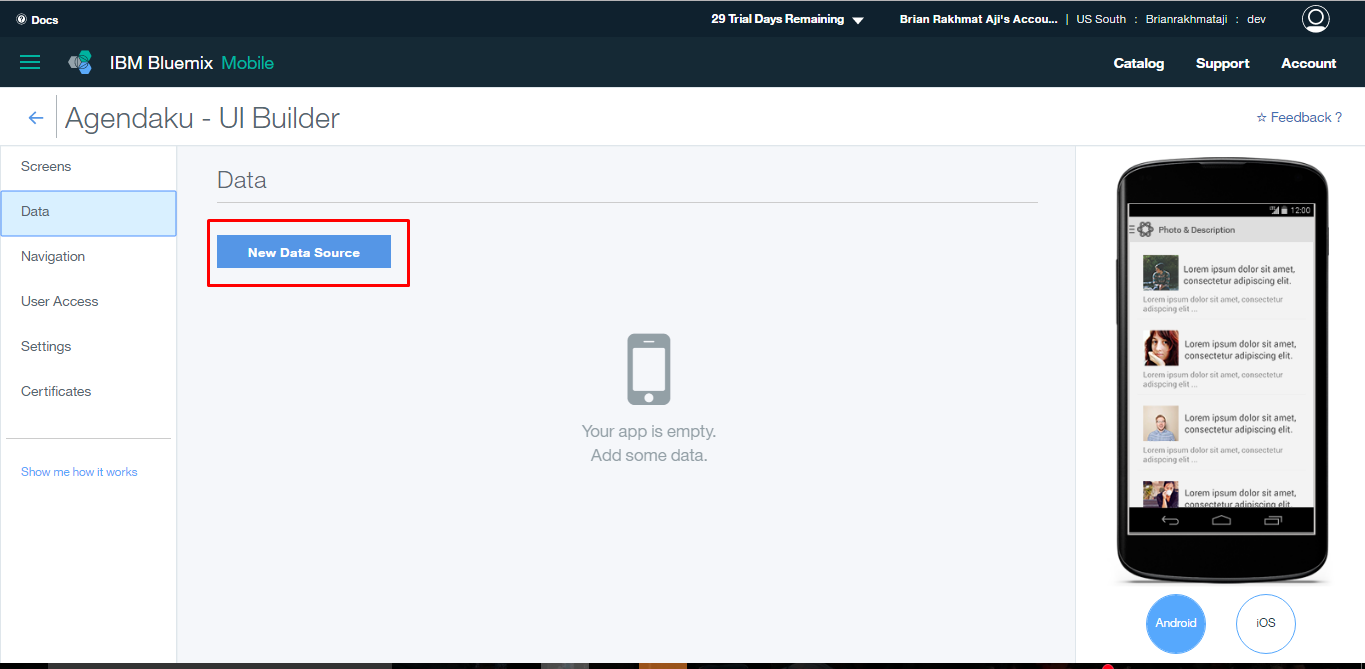 Docs
29 Trial Days Remaining
Brian Rakhmat Aji's Accou... | US South : Brianrakhmataji : dev
IBM Bluemix Mobile
Catalog
Support
Account
Agendaku - UI Builder
☆ Feedback ?
Screens
Data
Navigation
User Access
Settings
Certificates
Show me how it works
Data
New Data Source
Your app is empty.
Add some data.
12:00
Photo & Description
Lorem ipsum dolor sit amet,
consectetur adipiscing elit.
Lorem ipsum dolor sit amet, consectetur
adispcing elit ...
Lorem ipsum dolor sit amet,
consectetur adipiscing elit.
Lorem ipsum dolor sit amet, consectetur
adispcing elit ...
Lorem ipsum dolor sit amet,
consectetur adipiscing elit.
Lorem ipsum dolor sit amet, consectetur
adispcing elit ...
Lorem ipsum dolor sit amet,
consectetur adipiscing elit.
Android
iOS